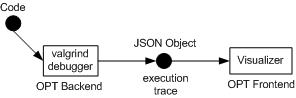 Code
valgrind
debugger
OPT Backend
JSON Object
execution
trace
Visualizer
OPT Frontend